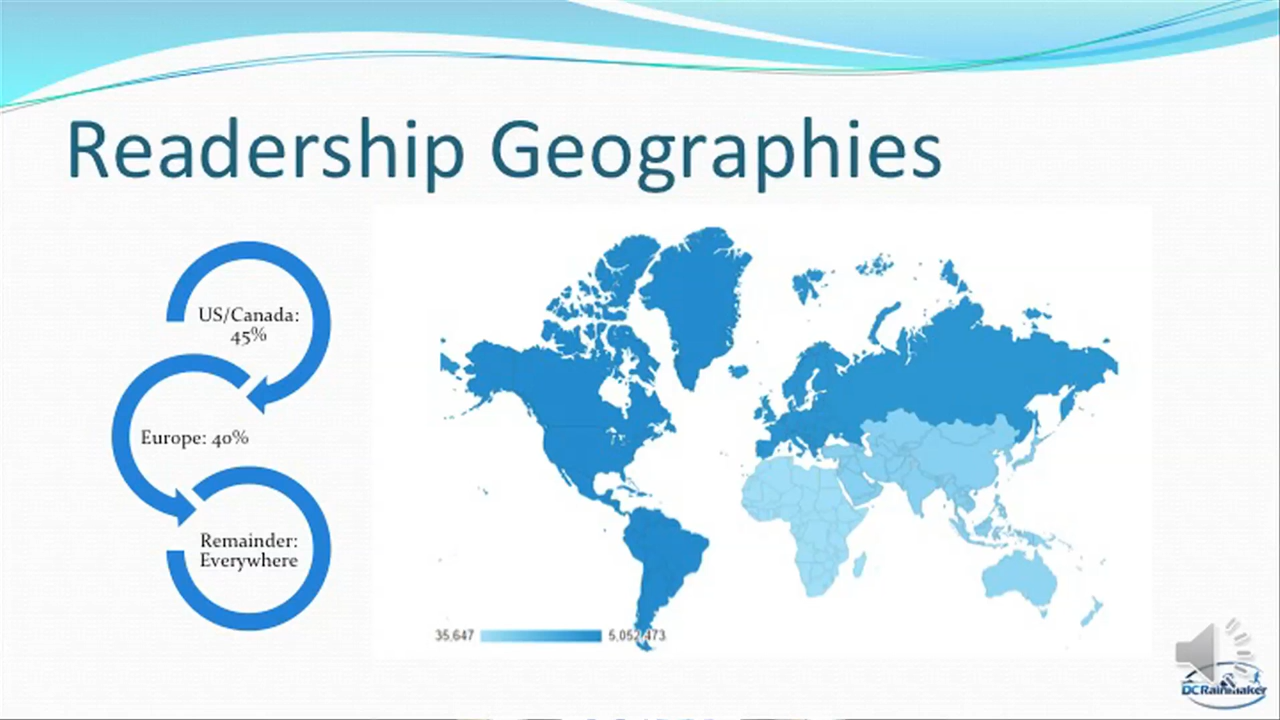 Readership Geographies
US/Canada:
45%
Europe: 40%
Remainder:
Everywhere
35,647
5,052,473
DCRainmaker